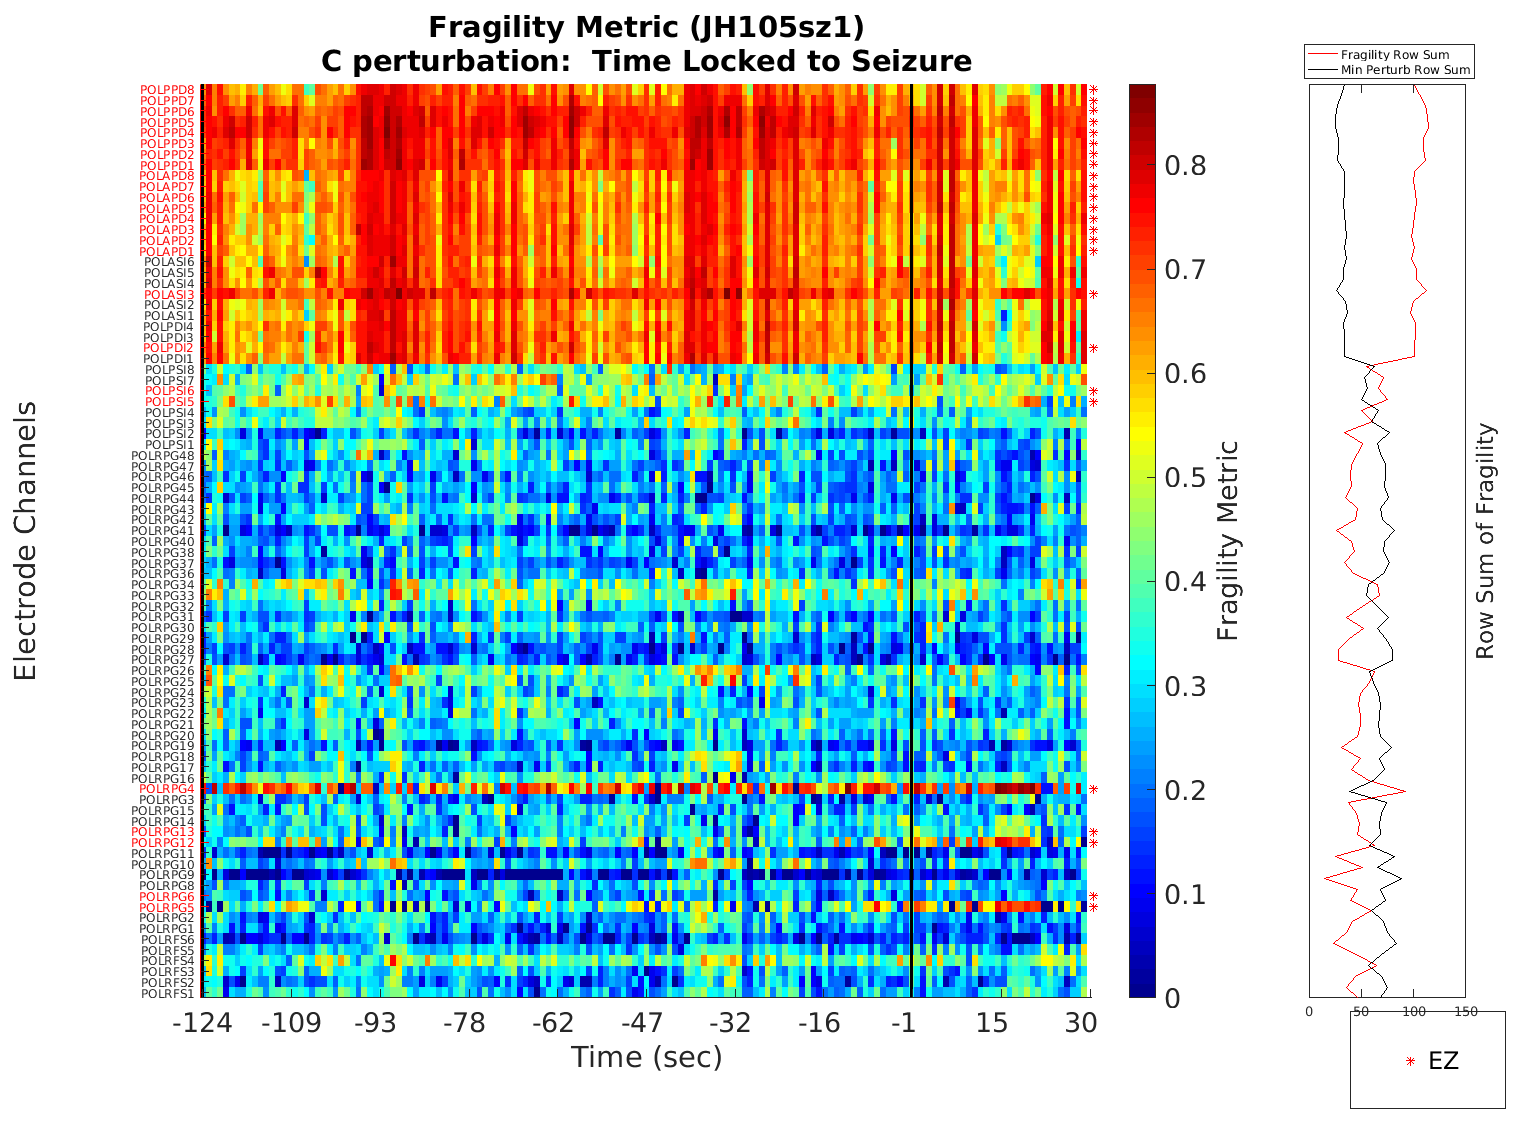 Fragility Metric (JH105sz1)
C perturbation:  Time Locked to Seizure
Electrode Channels
POLPPD8
POLPPD7
POLPPD6
POLPPD5
POLPPD4
POLPPD3
POLPPD2
POLPPD1
POLAPD8
POLAPD7
POLAPD6
POLAPD5
POLAPD4
POLAPD3
POLAPD2
POLAPD1
POLASI6
POLASI5
POLASI4
POLASI3
POLASI2
POLASI1
POLPDI4
POLPDI3
POLPDI2
POLPDI1
POLPSI8
POLPSI7
POLPSI6
POLPSI5
POLPSI4
POLPSI3
POLPSI2
POLPSI1
POLRPG48
POLRPG47
POLRPG46
POLRPG45
POLRPG44
POLRPG43
POLRPG42
POLRPG41
POLRPG40
POLRPG38
POLRPG37
POLRPG36
POLRPG34
POLRPG33
POLRPG32
POLRPG31
POLRPG30
POLRPG29
POLRPG28
POLRPG27
POLRPG26
POLRPG25
POLRPG24
POLRPG23
POLRPG22
POLRPG21
POLRPG20
POLRPG19
POLRPG18
POLRPG17
POLRPG16
POLRPG4
POLRPG3
POLRPG15
POLRPG14
POLRPG13
POLRPG12
POLRPG11
POLRPG10
POLRPG9
POLRPG8
POLRPG6
POLRPG5
POLRPG2
POLRPG1
POLRFS6
POLRFS5
POLRFS4
POLRFS3
POLRFS2
POLRFS1
-124 -109 -93 -78 -62 -47 -32 -16 -1 15 30
Time (sec)
0.8
0.7
0.6
0.5
0.4
0.3
0.2
0.1
0
Fragility Metric
Fragility Row Sum
Min Perturb Row Sum
0 50 100 150
Row Sum of Fragility
EZ